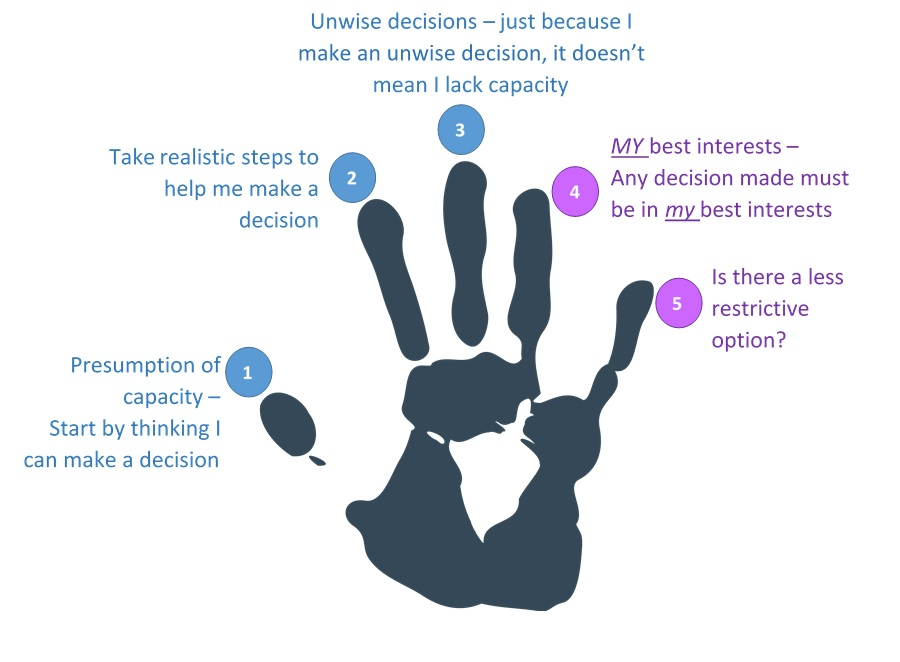 Unwise decisions – just because I
make an unwise decision, it doesn’t
mean I lack capacity
3
Take realistic steps to
help me make a
decision
2
MY best interests –
Any decision made must
be in my best interests
4
Is there a less
restrictive
option?
5
Presumption of
capacity –
Start by thinking I
can make a decision
1